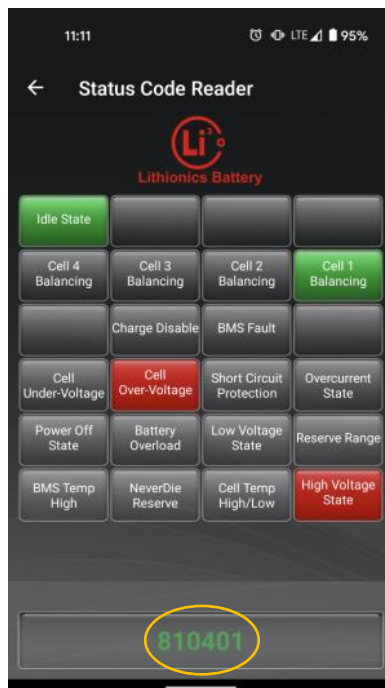 11:11 LTE 95%
Status Code Reader
Li3
Lithionics Battery
Idle State
Cell 4
Balancing
Cell 3
Balancing
Cell 2
Balancing
Cell 1
Balancing
Charge Disable
BMS Fault
Cell
Under-Voltage
Cell
Over-Voltage
Short Circuit
Protection
Overcurrent
State
Power Off
State
Battery
Overload
Low Voltage
State
Reserve Range
BMS Temp
High
NeverDie
Reserve
Cell Temp
High/Low
High Voltage
State
810401